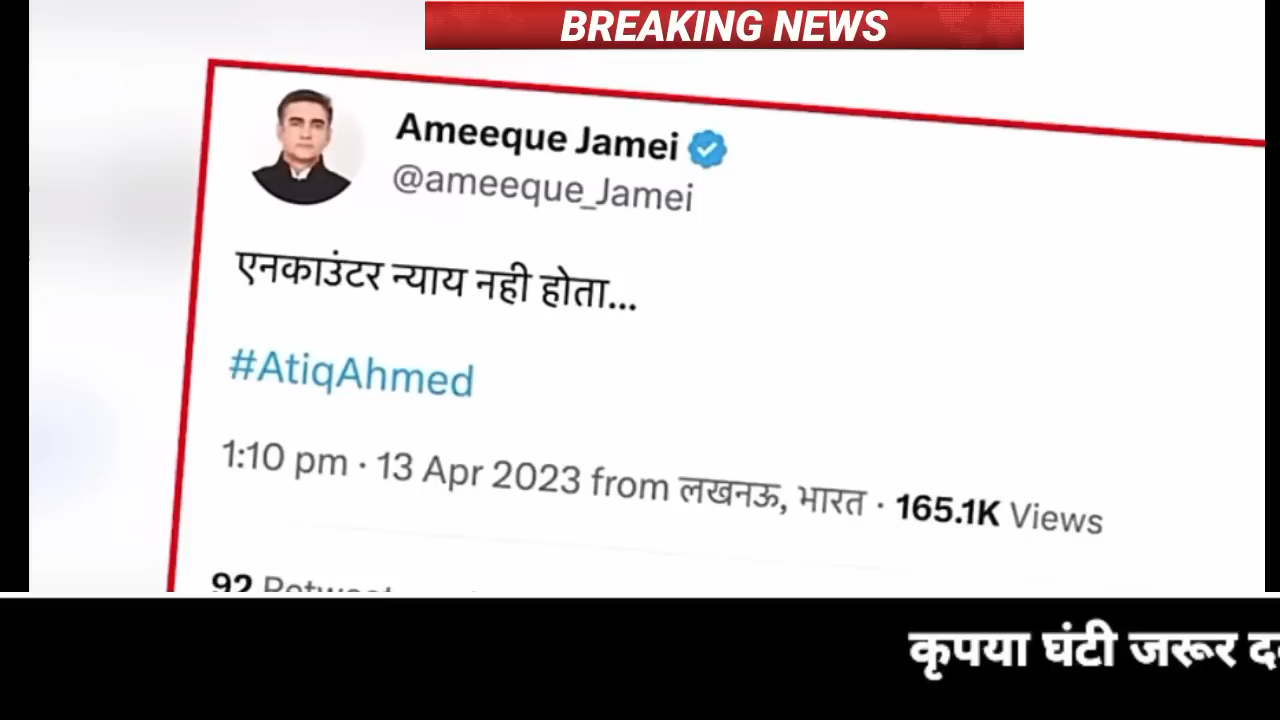 BREAKING NEWS
Ameeque Jamei
@ameeque_Jamei
एनकाउंटर न्याय नही होता...
#AtiqAhmed
1:10 pm · 13 Apr 2023 from लखनऊ, भारत · 165.1K Views
92
कृपया घंटी जरूर